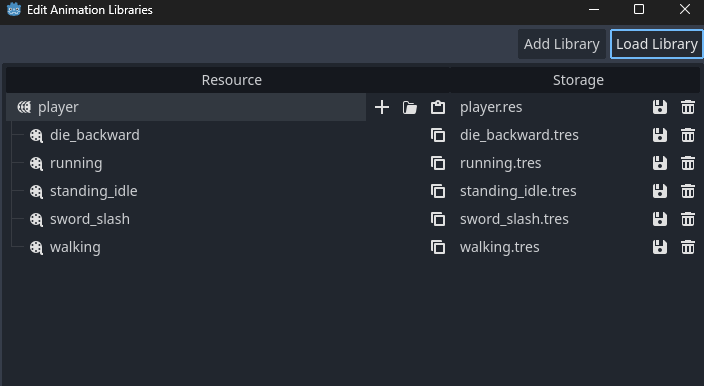 Edit Animation Libraries
Add Library Load Library
Resource Storage
player player.res
die_backward die_backward.tres
running running.tres
standing_idle standing_idle.tres
sword_slash sword_slash.tres
walking walking.tres